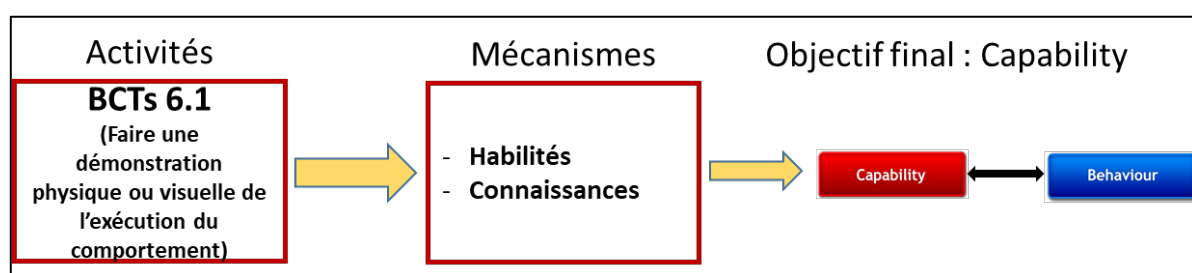 Activités
BCTs 6.1
(Faire une
démonstration
physique ou visuelle de
l’exécution du
comportement)
Mécanismes
- Habilités
- Connaissances
Objectif final : Capability
Capability
Behaviour